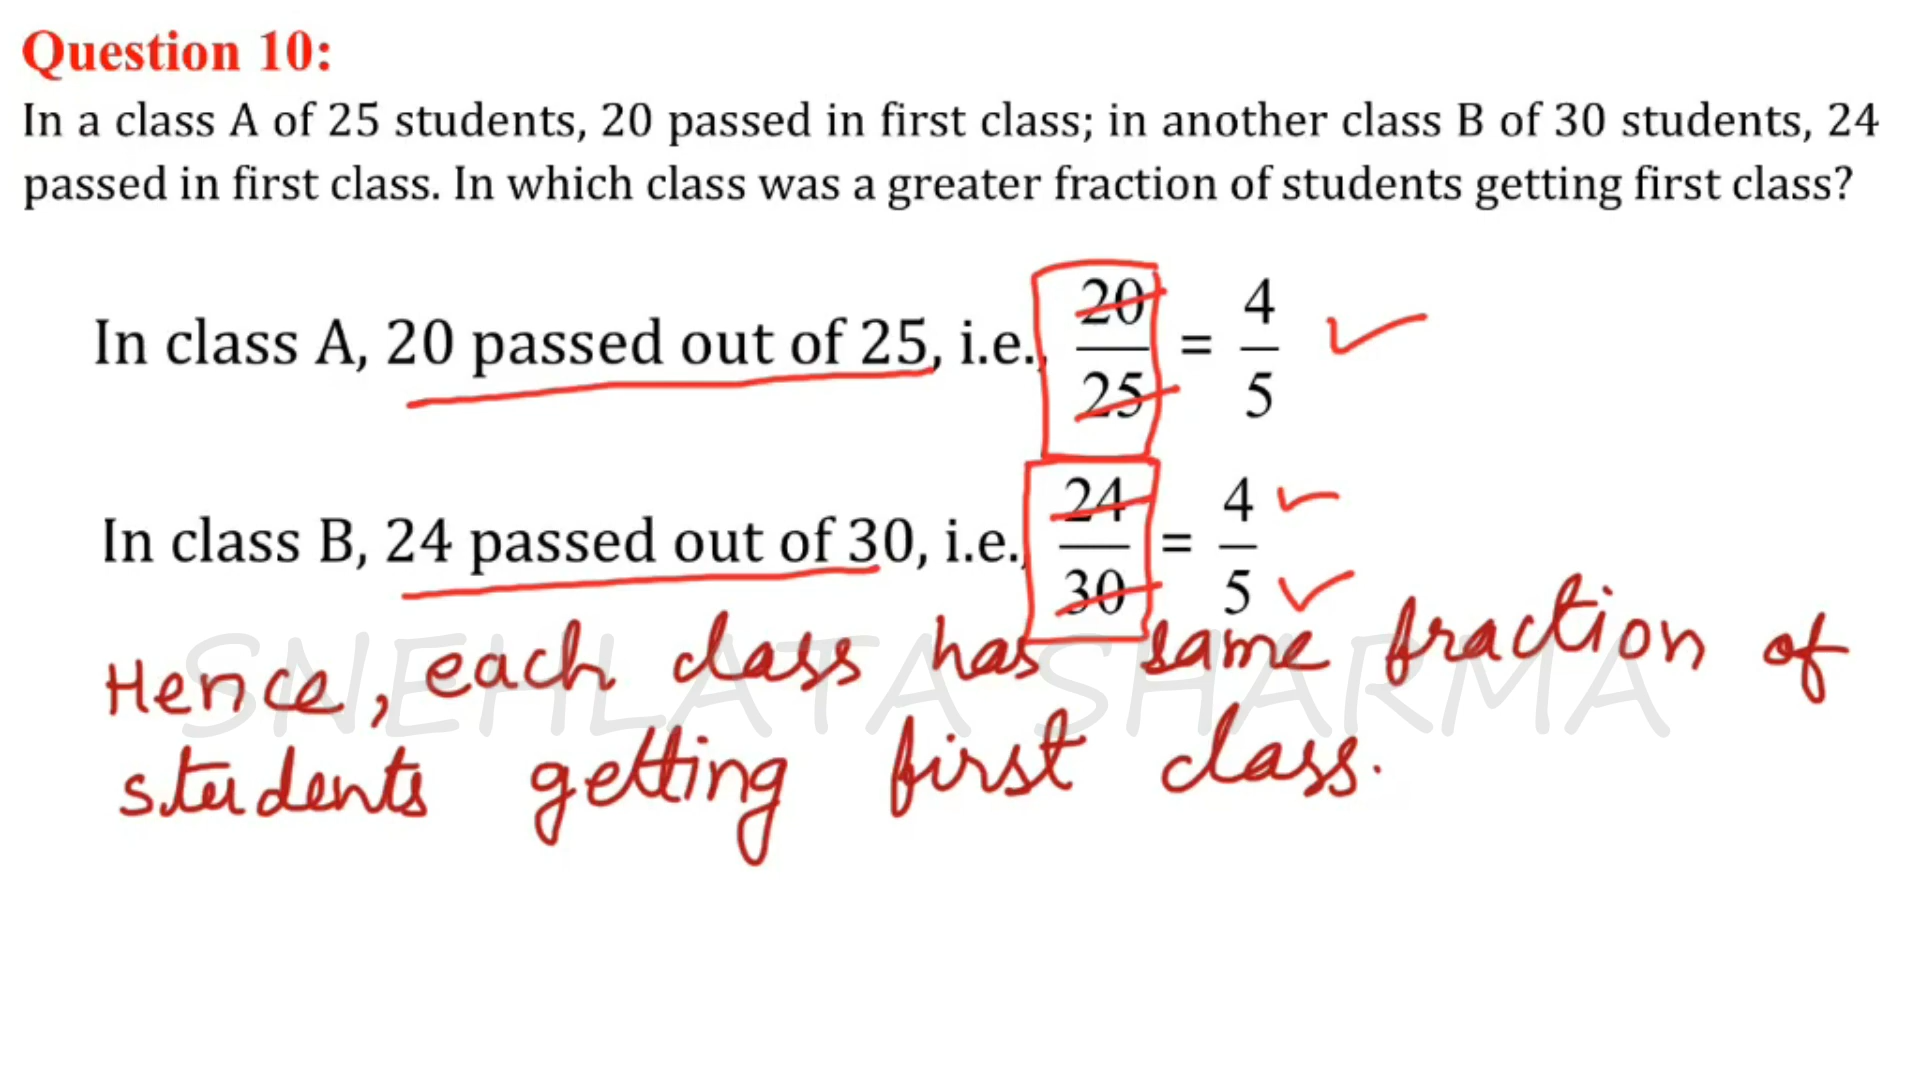 Question 10:
In a class A of 25 students, 20 passed in first class; in another class B of 30 students, 24
passed in first class. In which class was a greater fraction of students getting first class?
In class A, 20 passed out of 25, i.e., 20/25 = 4/5
In class B, 24 passed out of 30, i.e., 24/30 = 4/5
Hence, each class has same fraction of
SNEHLATA SHARMA
students getting first class.